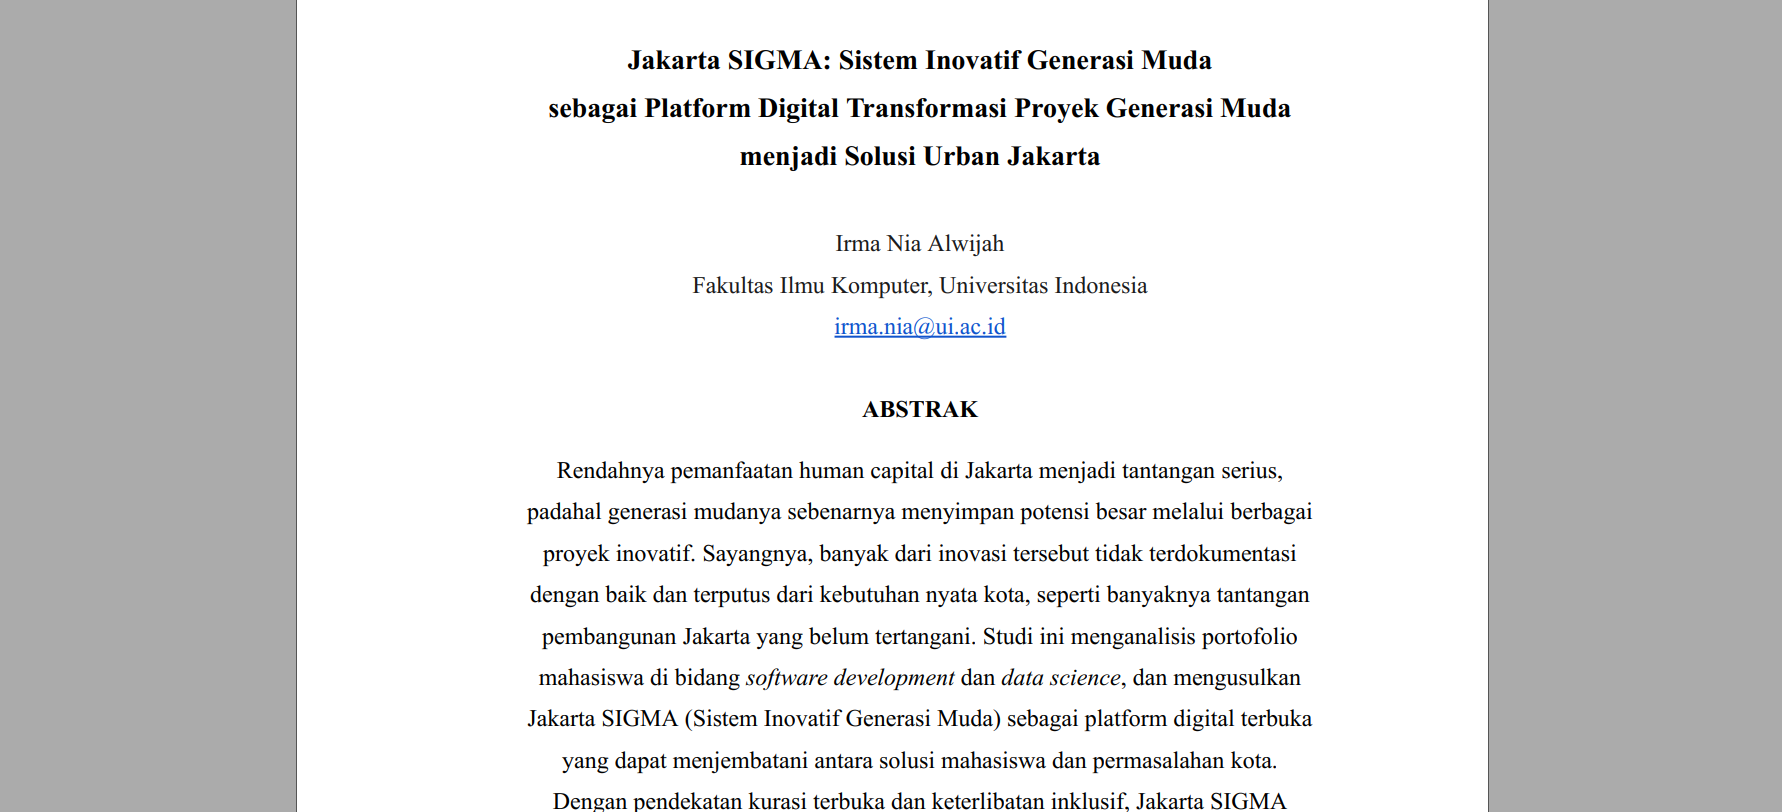 Jakarta SIGMA: Sistem Inovatif Generasi Muda
sebagai Platform Digital Transformasi Proyek Generasi Muda
menjadi Solusi Urban Jakarta
Irma Nia Alwijah
Fakultas Ilmu Komputer, Universitas Indonesia
irma.nia@ui.ac.id
ABSTRAK
Rendahnya pemanfaatan human capital di Jakarta menjadi tantangan serius,
padahal generasi mudanya sebenarnya menyimpan potensi besar melalui berbagai
proyek inovatif. Sayangnya, banyak dari inovasi tersebut tidak terdokumentasi
dengan baik dan terputus dari kebutuhan nyata kota, seperti banyaknya tantangan
pembangunan Jakarta yang belum tertangani. Studi ini menganalisis portofolio
mahasiswa di bidang software development dan data science, dan mengusulkan
Jakarta SIGMA (Sistem Inovatif Generasi Muda) sebagai platform digital terbuka
yang dapat menjembatani antara solusi mahasiswa dan permasalahan kota.
Dengan pendekatan kurasi terbuka dan keterlibatan inklusif, Jakarta SIGMA